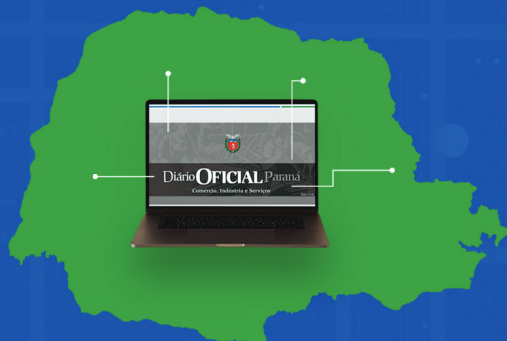 Diário OFICIAL Paraná
Comércio, Indústria e Serviços